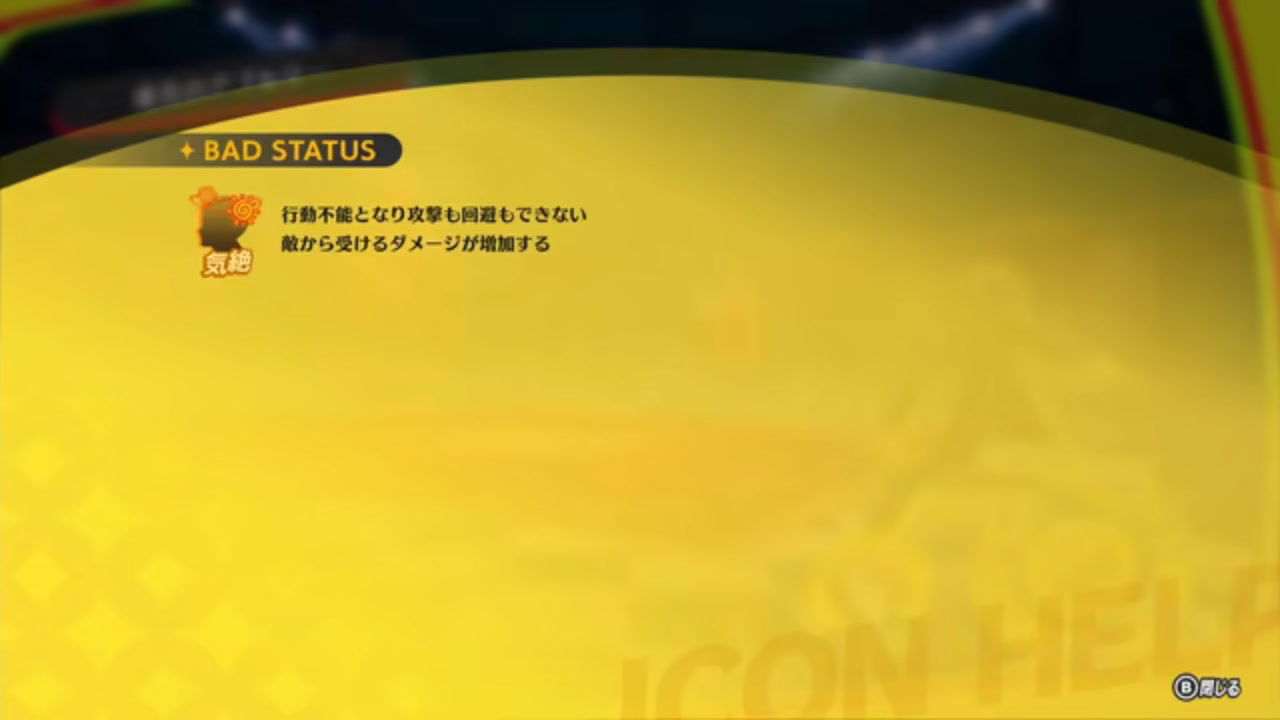 BAD STATUS
行動不能となり攻撃も回避もできない
敵から受けるダメージが増加する
気絶
ICON HELP
B閉じる